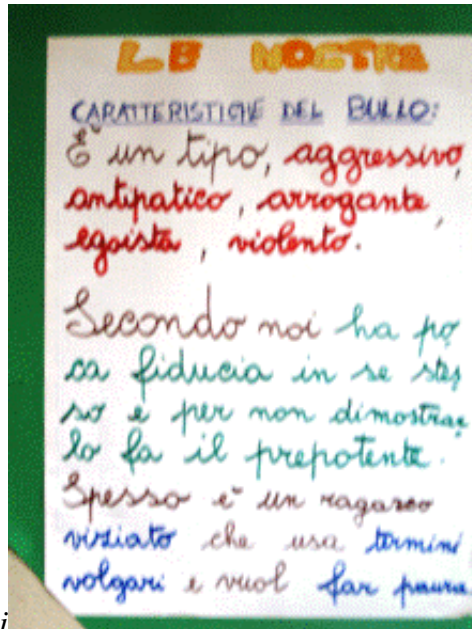 LA NOSTRA
CARATTERISTICHE DEL BULLO:
È un tipo, aggressivo,
antipatico, arrogante,
egoista, violento.
Secondo noi ha po
ca fiducia in se stes
so e per non dimostrar
lo fa il prepotente.
Spesso e' un ragazzo
viziato che usa termini
volgari e vuol far paura
i